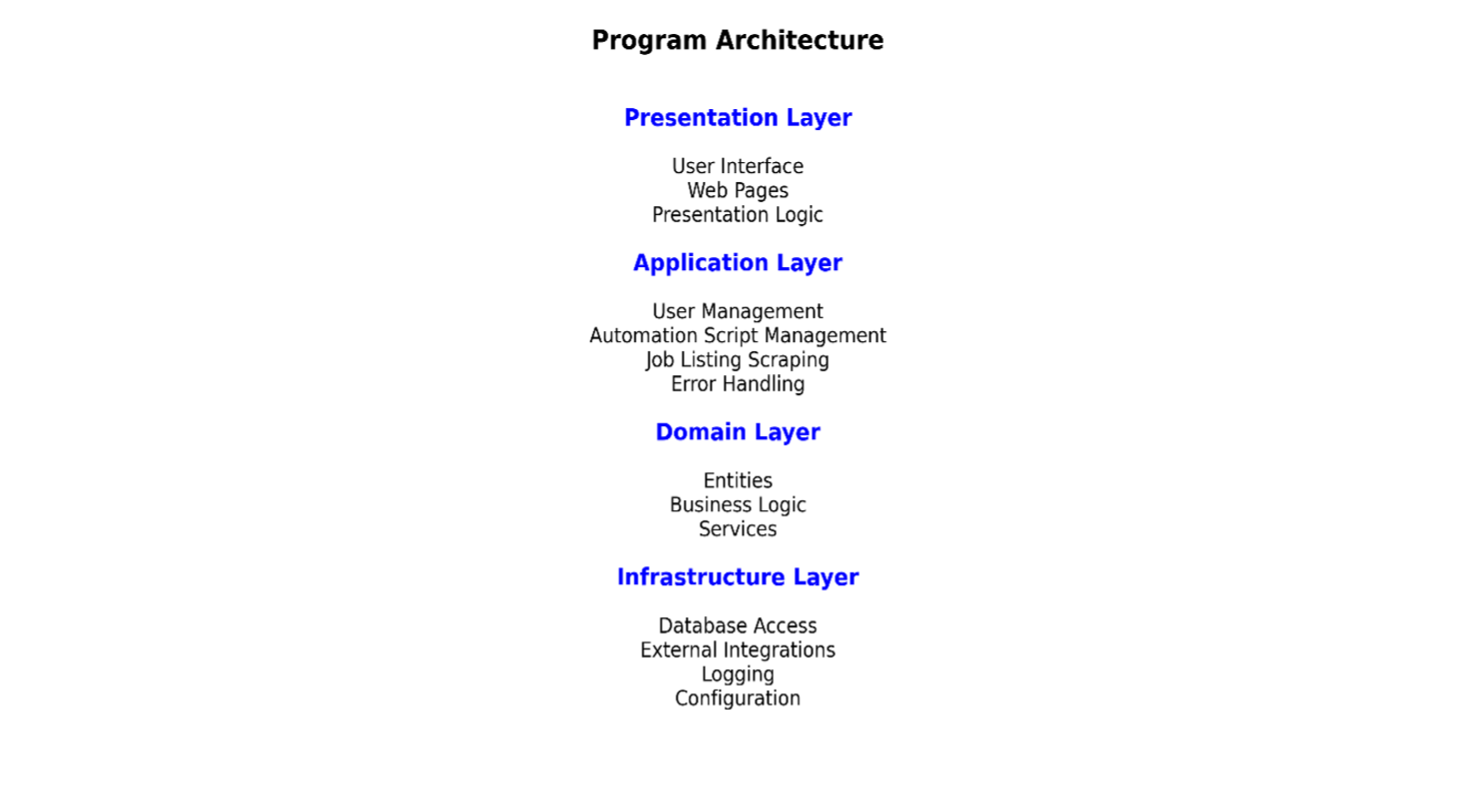 Program Architecture
Presentation Layer
User Interface
Web Pages
Presentation Logic
Application Layer
User Management
Automation Script Management
Job Listing Scraping
Error Handling
Domain Layer
Entities
Business Logic
Services
Infrastructure Layer
Database Access
External Integrations
Logging
Configuration